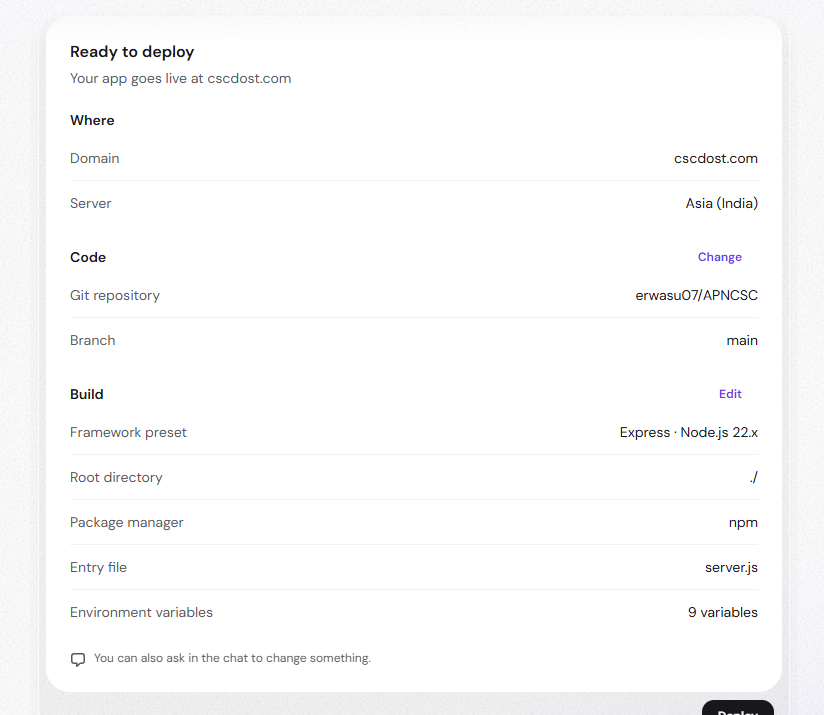 Ready to deploy
Your app goes live at cscdost.com
Where
Domain cscdost.com
Server Asia (India)
Code Change
Git repository erwasu07/APNCSC
Branch main
Build Edit
Framework preset Express · Node.js 22.x
Root directory ./
Package manager npm
Entry file server.js
Environment variables 9 variables
You can also ask in the chat to change something.
Deploy